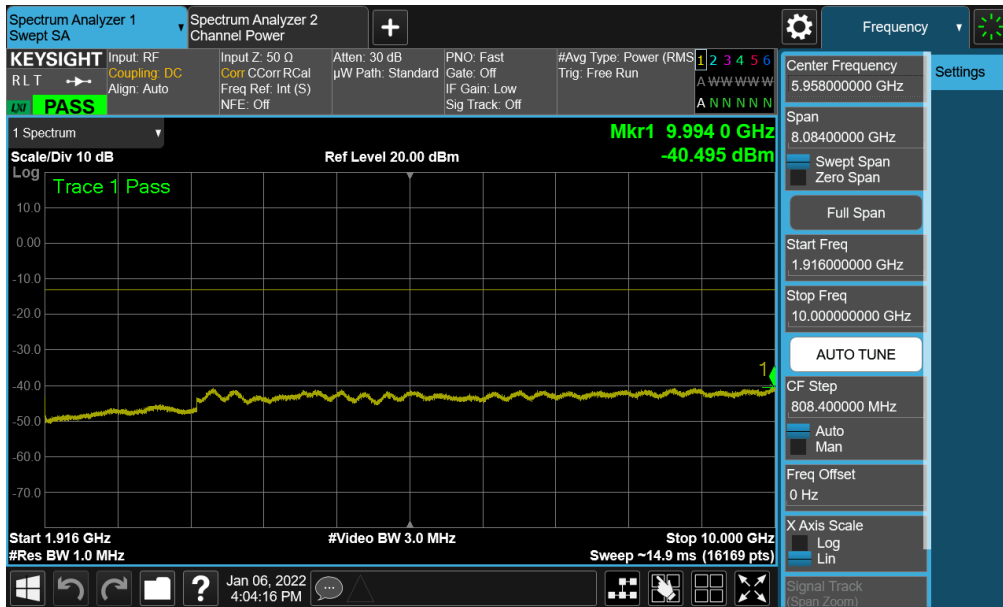 Spectrum Analyzer 1
Swept SA
Spectrum Analyzer 2
Channel Power
Frequency
KEYSIGHT
R L T
LXI
PASS
Input: RF
Coupling: DC
Align: Auto
Input Z: 50 Ω
Corr CCorr RCal
Freq Ref: Int (S)
NFE: Off
Atten: 30 dB
µW Path: Standard
PNO: Fast
Gate: Off
IF Gain: Low
Sig Track: Off
#Avg Type: Power (RMS
Trig: Free Run
1 2 3 4 5 6
A W W W W W
A N N N N N
1 Spectrum
Scale/Div 10 dB
Ref Level 20.00 dBm
Mkr1 9.994 0 GHz
-40.495 dBm
Log
Trace 1 Pass
10.0
0.00
-10.0
-20.0
-30.0
-40.0
-50.0
-60.0
-70.0
1
Start 1.916 GHz
#Res BW 1.0 MHz
#Video BW 3.0 MHz
Stop 10.000 GHz
Sweep ~14.9 ms (16169 pts)
Jan 06, 2022
4:04:16 PM
Center Frequency
5.958000000 GHz
Settings
Span
8.08400000 GHz
Swept Span
Zero Span
Full Span
Start Freq
1.916000000 GHz
Stop Freq
10.000000000 GHz
AUTO TUNE
CF Step
808.400000 MHz
Auto
Man
Freq Offset
0 Hz
X Axis Scale
Log
Lin
Signal Track
(Span Zoom)